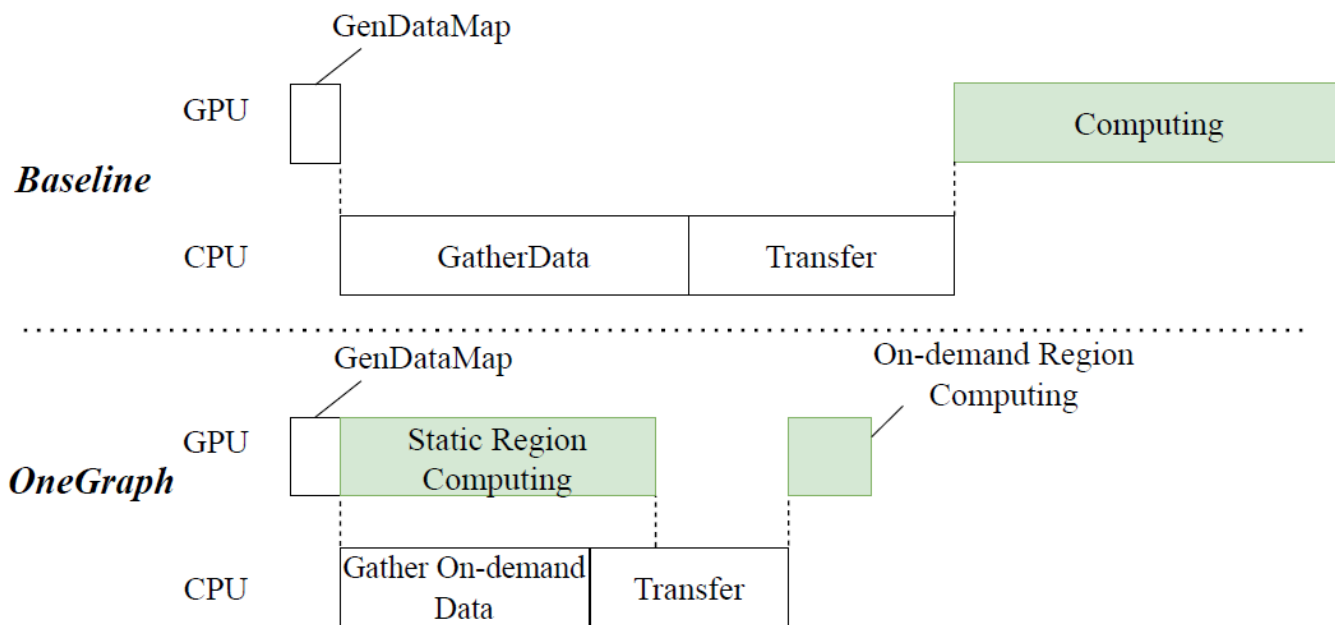 GenDataMap
GPU
Computing
Baseline
CPU
GatherData
Transfer
GenDataMap
On-demand Region
Computing
GPU
Static Region
Computing
OneGraph
CPU
Gather On-demand
Data
Transfer